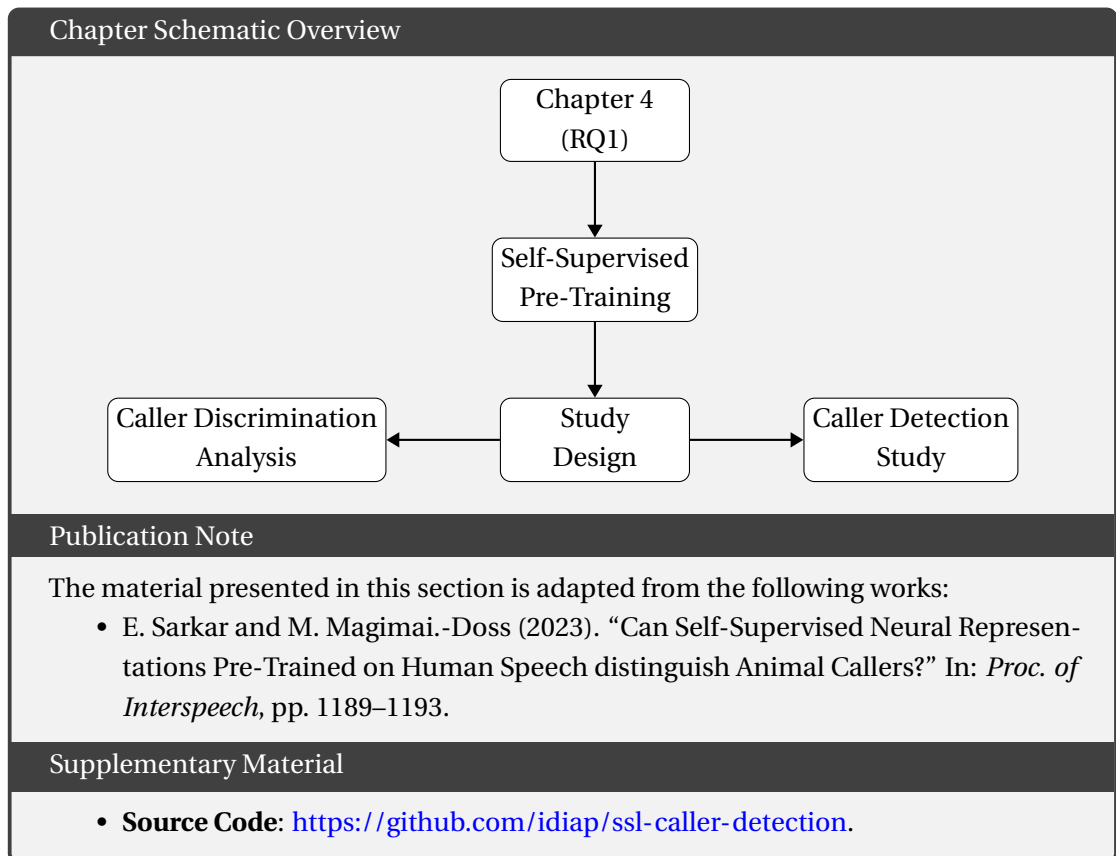 Chapter Schematic Overview
Chapter 4
(RQ1)
Self-Supervised
Pre-Training
Caller Discrimination
Analysis
Study
Design
Caller Detection
Study
Publication Note
The material presented in this section is adapted from the following works:
• E. Sarkar and M. Magimai.-Doss (2023). “Can Self-Supervised Neural Represen-
tations Pre-Trained on Human Speech distinguish Animal Callers?” In: Proc. of
Interspeech, pp. 1189–1193.
Supplementary Material
• Source Code: https://github.com/idiap/ssl-caller-detection.